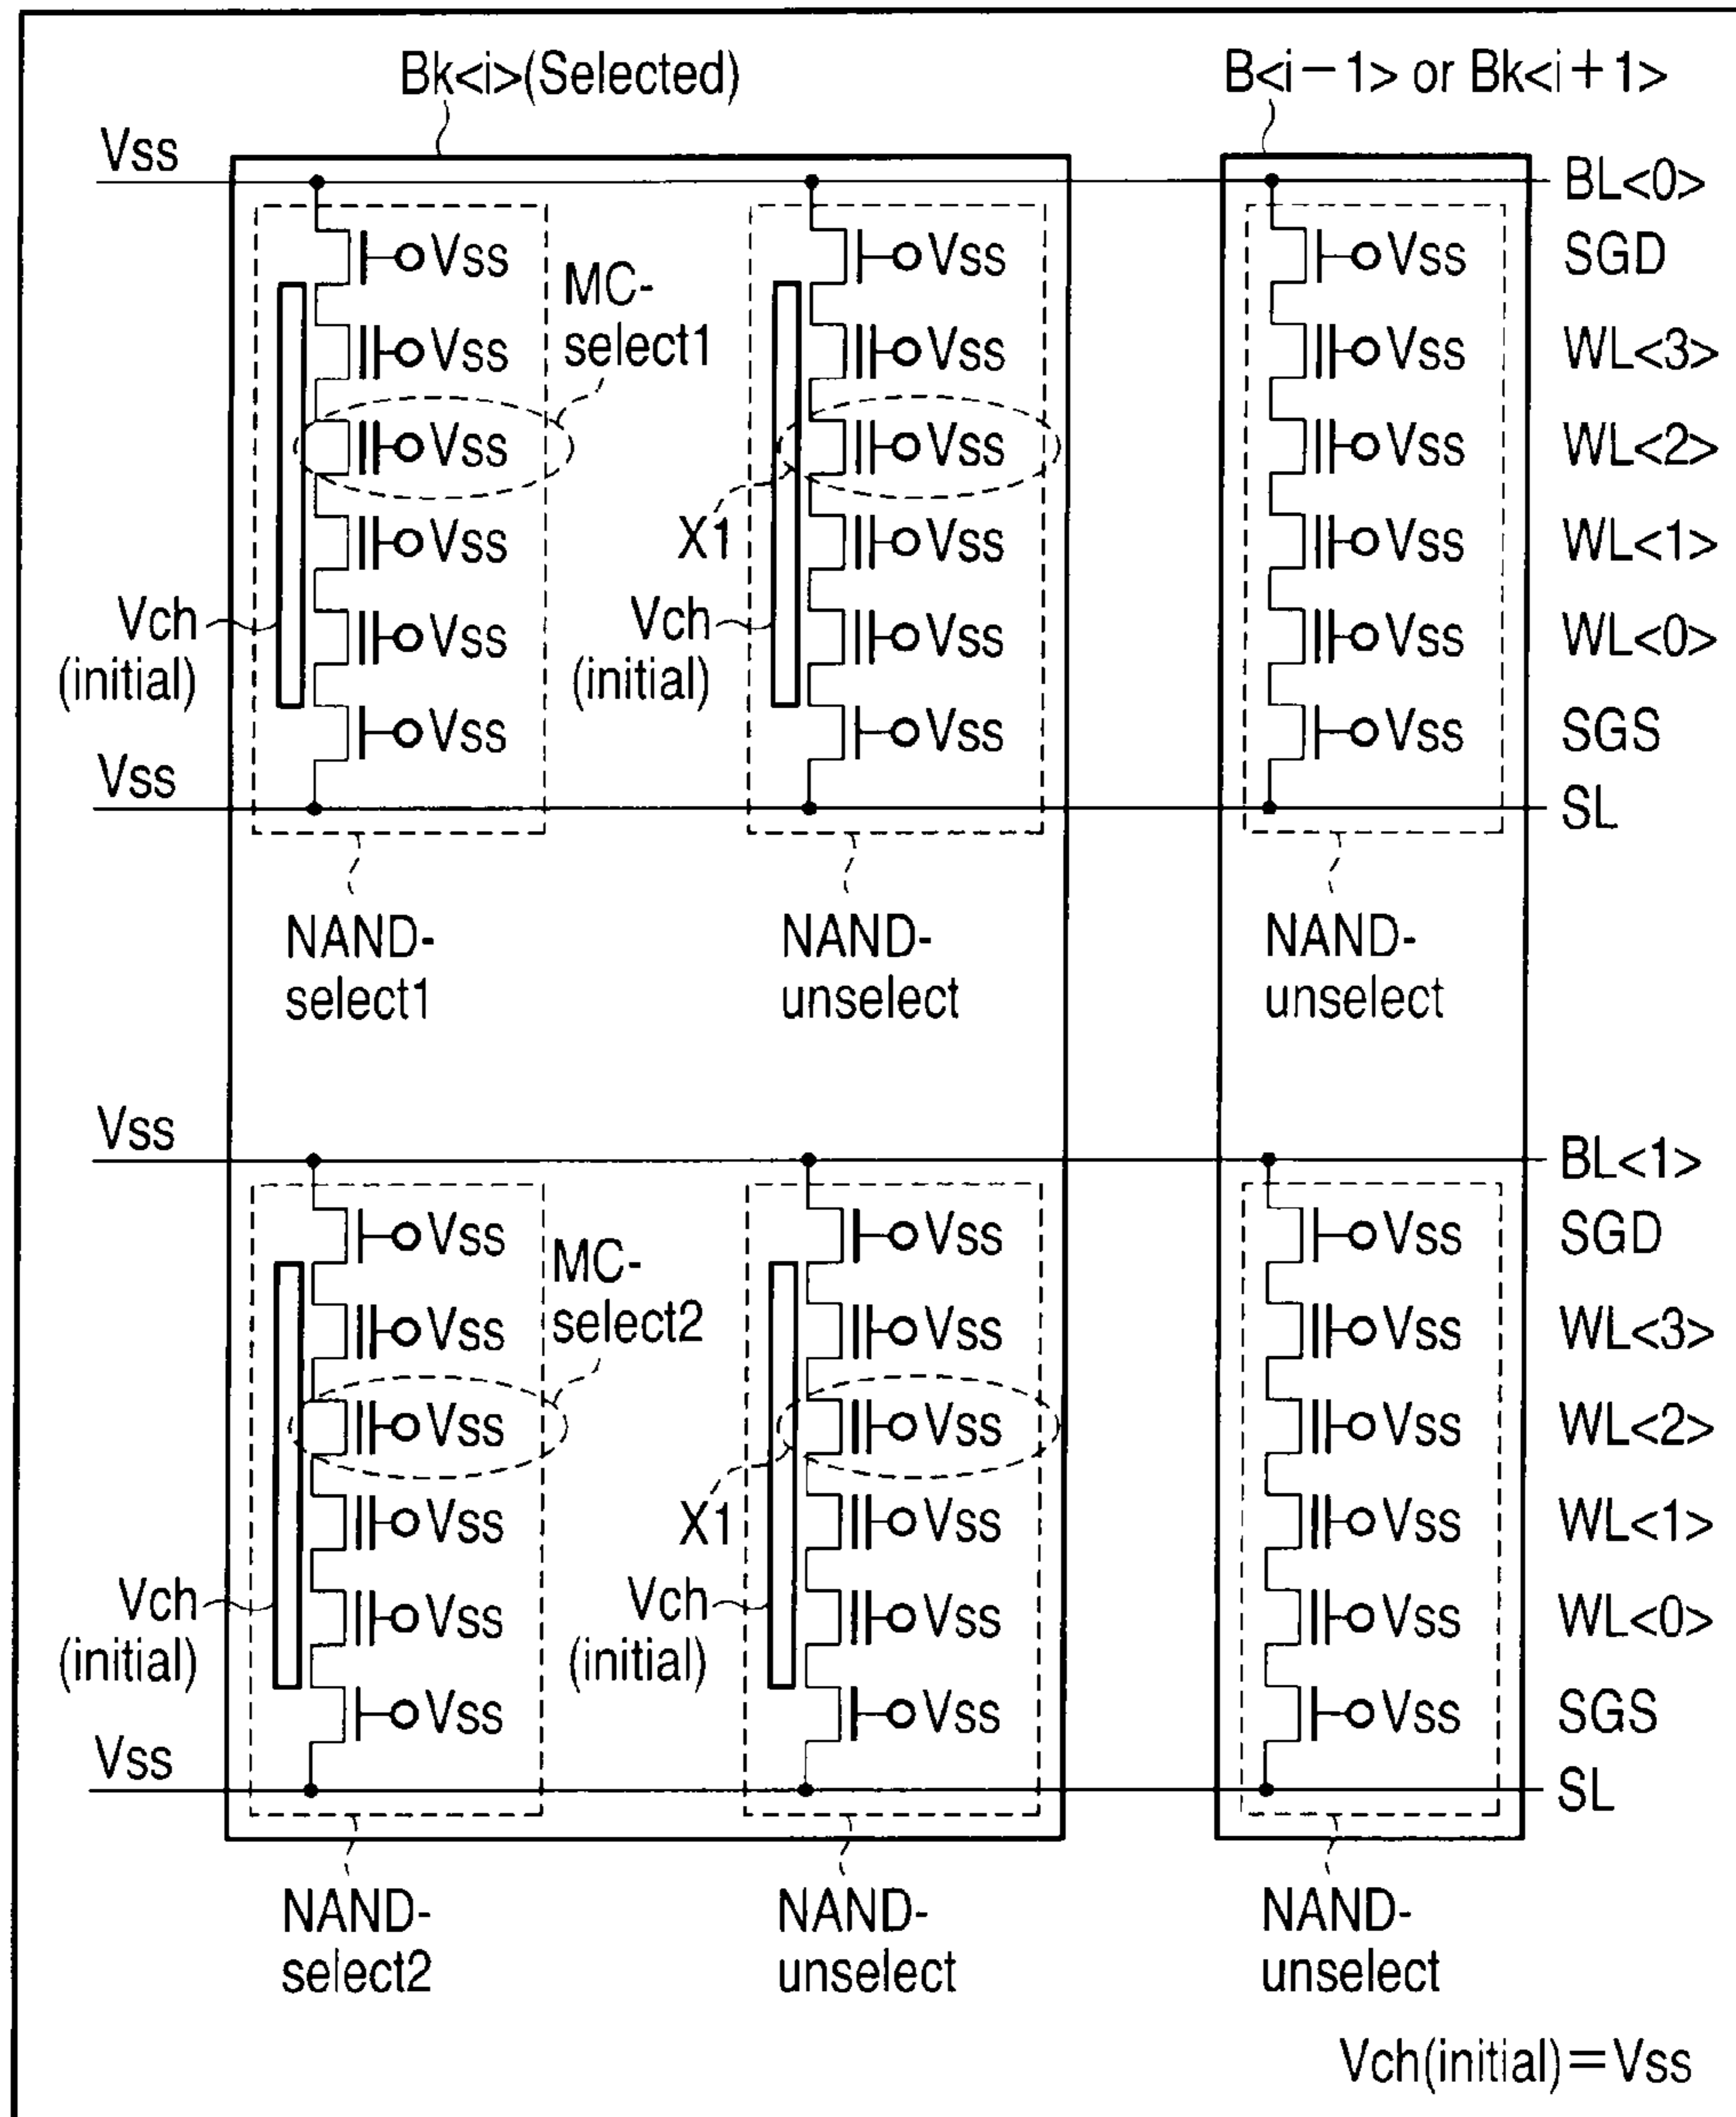 Bk<i>(Selected)
B<i−1> or Bk<i+1>
Vss
BL<0>
Vss Vss Vss SGD
MC-
select1
Vss Vss Vss WL<3>
Vss Vss Vss WL<2>
X1
Vss Vss Vss WL<1>
Vch
(initial)
Vch
(initial)
Vss Vss Vss WL<0>
Vss Vss Vss SGS
Vss
SL
NAND-
select1
NAND-
unselect
NAND-
unselect
Vss
BL<1>
Vss Vss Vss SGD
MC-
select2
Vss Vss Vss WL<3>
Vss Vss Vss WL<2>
X1
Vss Vss Vss WL<1>
Vch
(initial)
Vch
(initial)
Vss Vss Vss WL<0>
Vss Vss Vss SGS
Vss
SL
NAND-
select2
NAND-
unselect
NAND-
unselect
Vch(initial)=Vss